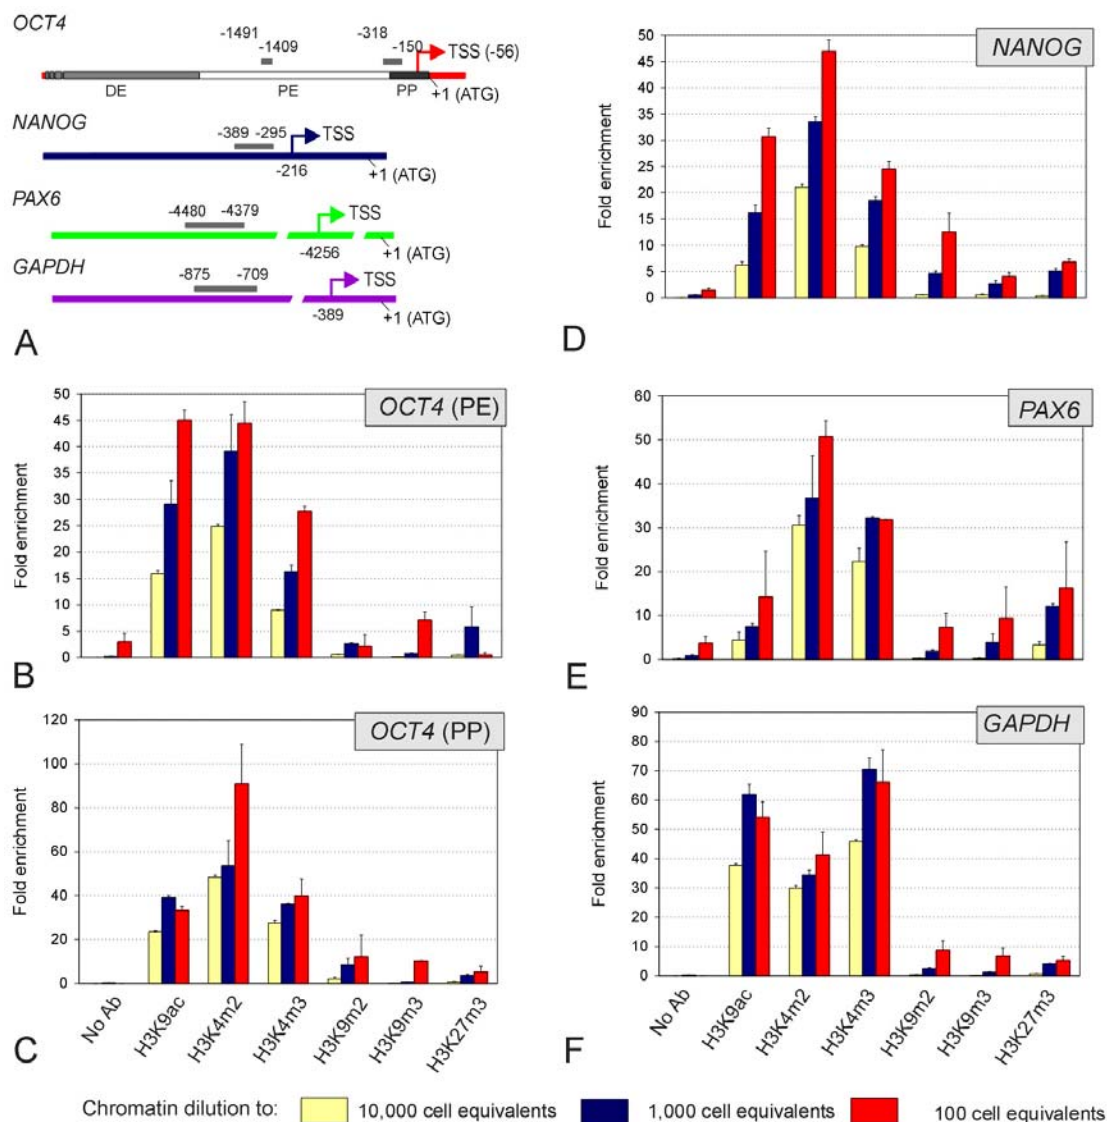 OCT4
-1491
-318
-1409
-150
TSS (-56)
DE
PE
PP
+1 (ATG)
NANOG
-389
-295
TSS
-216
+1 (ATG)
PAX6
-4480
-4379
TSS
-4256
+1 (ATG)
GAPDH
-875
-709
TSS
-389
+1 (ATG)
A
50
45
40
35
30
25
20
15
10
5
0
Fold enrichment
NANOG
D
50
45
40
35
30
25
20
15
10
5
0
Fold enrichment
OCT4 (PE)
B
60
50
40
30
20
10
0
Fold enrichment
PAX6
E
120
100
80
60
40
20
0
Fold enrichment
OCT4 (PP)
No Ab
H3K9ac
H3K4m2
H3K4m3
H3K9m2
H3K9m3
H3K27m3
C
90
80
70
60
50
40
30
20
10
0
Fold enrichment
GAPDH
No Ab
H3K9ac
H3K4m2
H3K4m3
H3K9m2
H3K9m3
H3K27m3
F
Chromatin dilution to: 10,000 cell equivalents 1,000 cell equivalents 100 cell equivalents